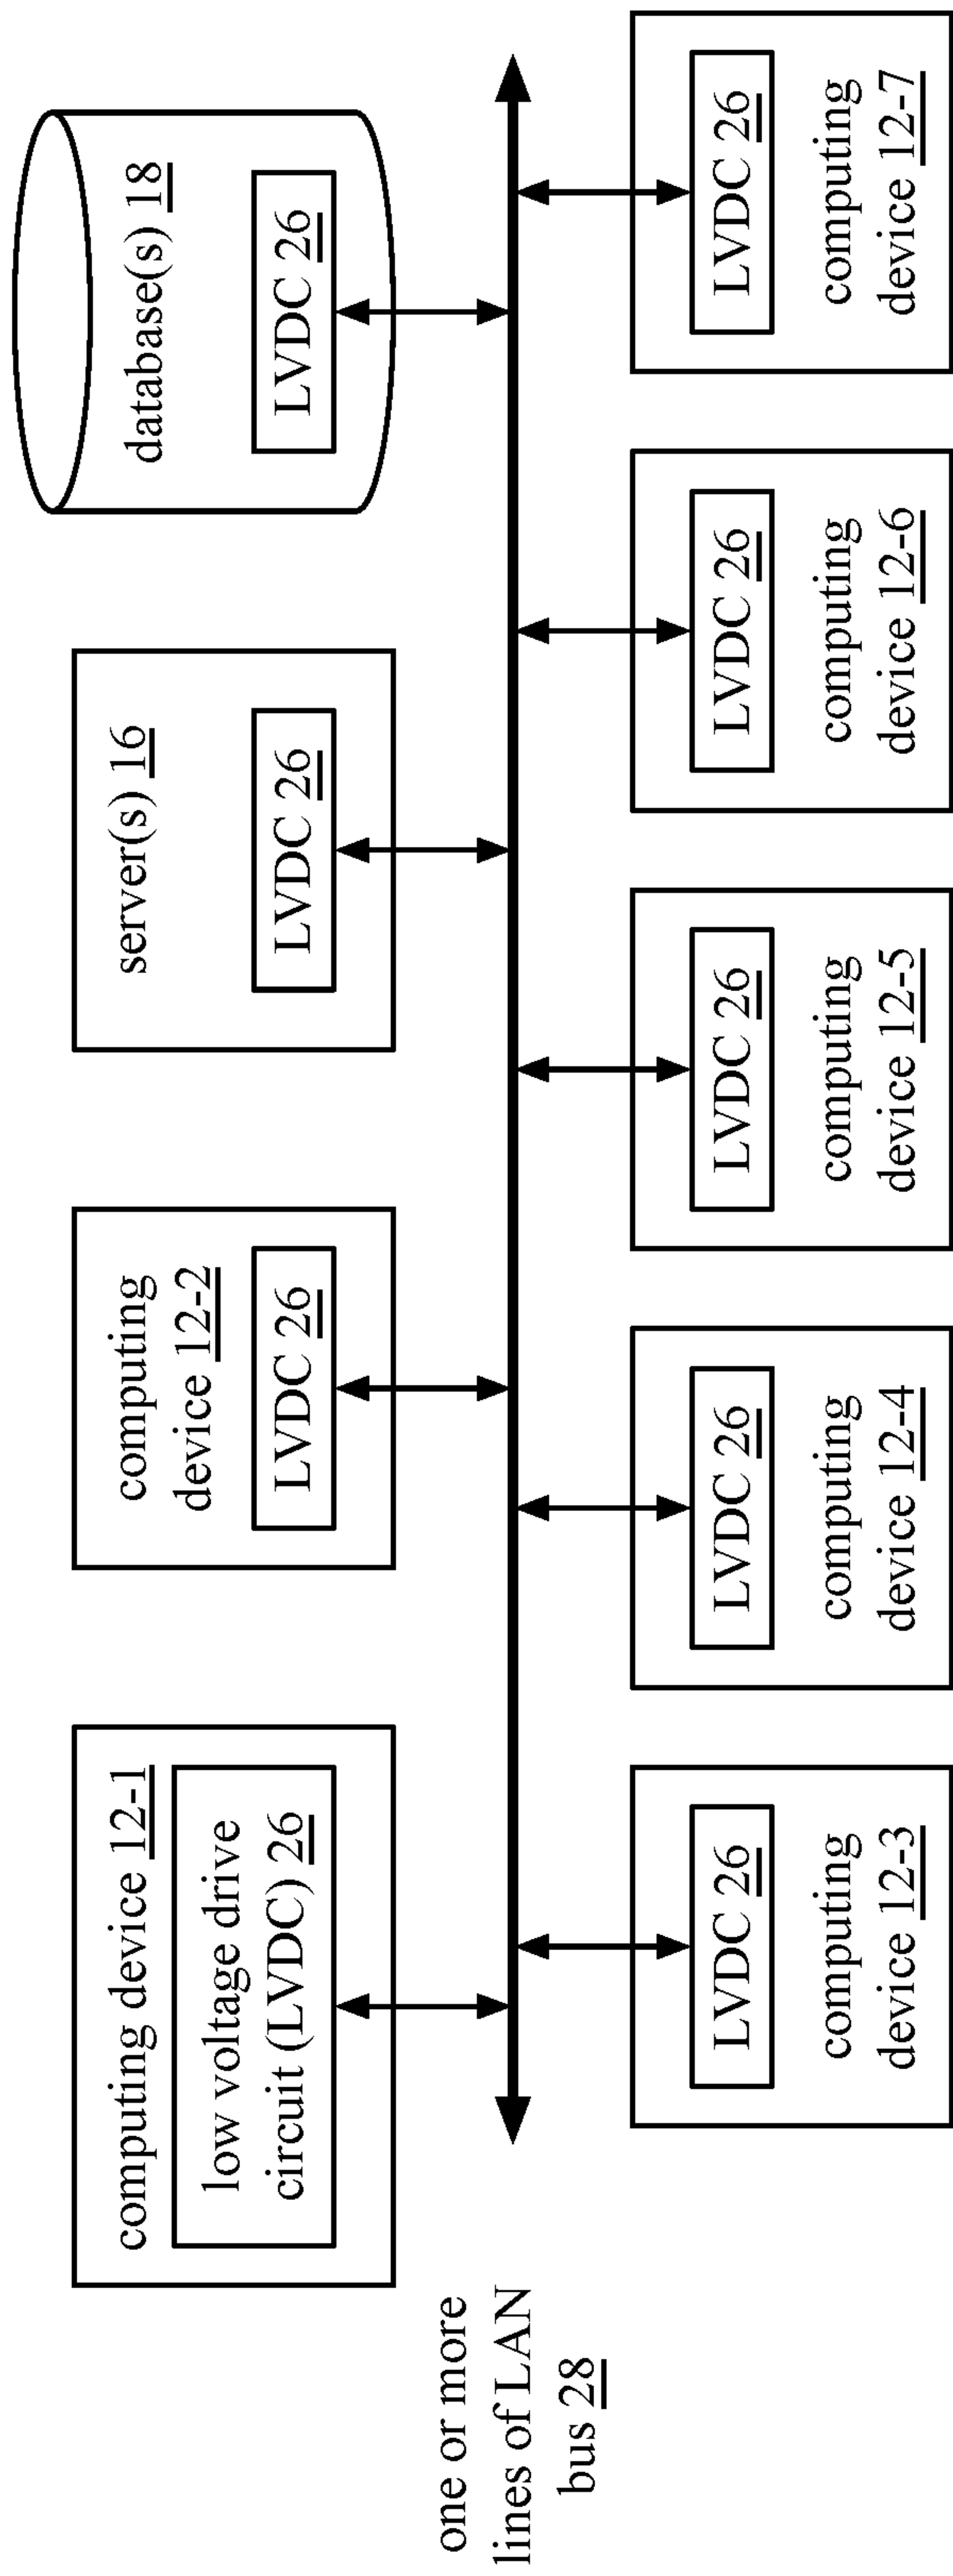 computing device 12-1
low voltage drive
circuit (LVDC) 26
computing
device 12-2
LVDC 26
server(s) 16
LVDC 26
database(s) 18
LVDC 26
one or more
lines of LAN
bus 28
LVDC 26
computing
device 12-3
LVDC 26
computing
device 12-4
LVDC 26
computing
device 12-5
LVDC 26
computing
device 12-6
LVDC 26
computing
device 12-7